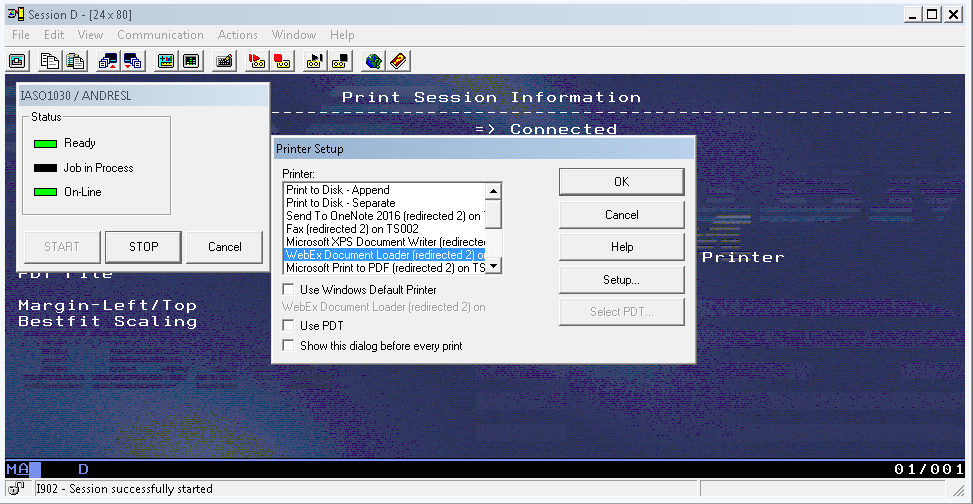 Session D - [24 x 80]
File Edit View Communication Actions Window Help
IASO1030 / ANDRESL
Status
Ready
Job in Process
On-Line
START STOP Cancel
Print Session Information
=> Connected
Printer
PDT File
Margin-Left/Top
Bestfit Scaling
Printer Setup
Printer:
Print to Disk - Append
Print to Disk - Separate
Send To OneNote 2016 (redirected 2) on
Fax (redirected 2) on TS002
Microsoft XPS Document Writer (redirecte
WebEx Document Loader (redirected 2) o
Microsoft Print to PDF (redirected 2) on TS
Use Windows Default Printer
WebEx Document Loader (redirected 2) on
Use PDT
Show this dialog before every print
OK
Cancel
Help
Setup...
Select PDT...
MA D 01/001
I902 - Session successfully started